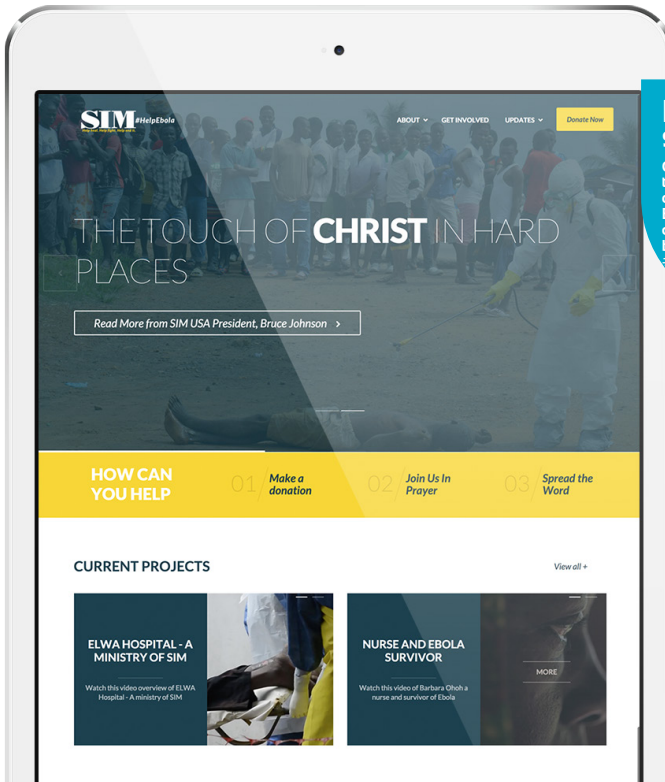 SIM #HelpEbola
ABOUT
GET INVOLVED
UPDATES
Donate Now
THE TOUCH OF CHRIST IN HARD
PLACES
Read More from SIM USA President, Bruce Johnson >
HOW CAN
YOU HELP
01/ Make a
donation
02/ Join Us In
Prayer
03/ Spread the
Word
CURRENT PROJECTS
View all +
ELWA HOSPITAL - A
MINISTRY OF SIM
Watch this video overview of ELWA
Hospital - A ministry of SIM
NURSE AND EBOLA
SURVIVOR
Watch this video of Barbara Ohoh a
nurse and survivor of Ebola
MORE